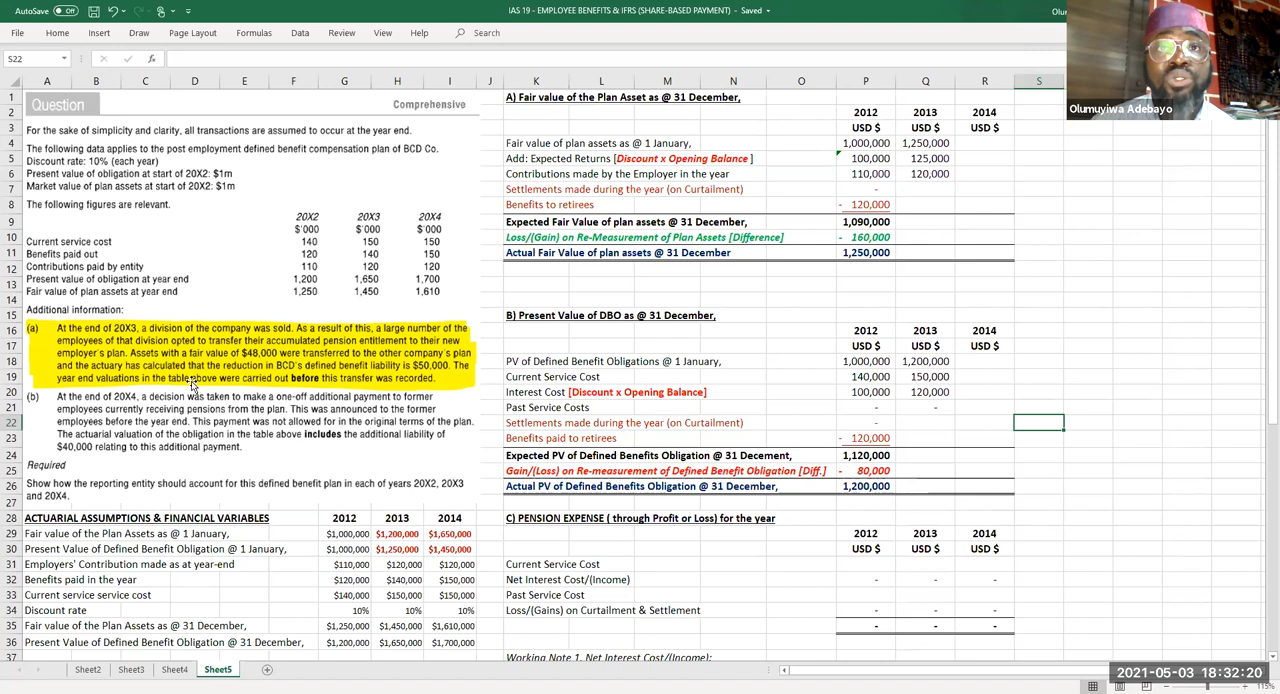 AutoSave Off IAS 19 - EMPLOYEE BENEFITS & IFRS (SHARE-BASED PAYMENT) - Saved Olu
File Home Insert Draw Page Layout Formulas Data Review View Help Search
S22 fx
A B C D E F G H I J K L M N O P Q R S
Question Comprehensive
For the sake of simplicity and clarity, all transactions are assumed to occur at the year end.
The following data applies to the post employment defined benefit compensation plan of BCD Co.
Discount rate: 10% (each year)
Present value of obligation at start of 20X2: $1m
Market value of plan assets at start of 20X2: $1m
The following figures are relevant.
20X2 20X3 20X4
$'000 $'000 $'000
Current service cost 140 150 150
Benefits paid out 120 140 150
Contributions paid by entity 110 120 120
Present value of obligation at year end 1,200 1,650 1,700
Fair value of plan assets at year end 1,250 1,450 1,610
Additional information:
(a) At the end of 20X3, a division of the company was sold. As a result of this, a large number of the
employees of that division opted to transfer their accumulated pension entitlement to their new
employer's plan. Assets with a fair value of $48,000 were transferred to the other company's plan
and the actuary has calculated that the reduction in BCD's defined benefit liability is $50,000. The
year end valuations in the table above were carried out before this transfer was recorded.
(b) At the end of 20X4, a decision was taken to make a one-off additional payment to former
employees currently receiving pensions from the plan. This was announced to the former
employees before the year end. This payment was not allowed for in the original terms of the plan.
The actuarial valuation of the obligation in the table above includes the additional liability of
$40,000 relating to this additional payment.
Required
Show how the reporting entity should account for this defined benefit plan in each of years 20X2, 20X3
and 20X4.
ACTUARIAL ASSUMPTIONS & FINANCIAL VARIABLES 2012 2013 2014
Fair value of the Plan Assets as @ 1 January, $1,000,000 $1,200,000 $1,650,000
Present Value of Defined Benefit Obligation @ 1 January, $1,000,000 $1,250,000 $1,450,000
Employers' Contribution made as at year-end $110,000 $120,000 $120,000
Benefits paid in the year $120,000 $140,000 $150,000
Current service service cost $140,000 $150,000 $150,000
Discount rate 10% 10% 10%
Fair value of the Plan Assets as @ 31 December, $1,250,000 $1,450,000 $1,610,000
Present Value of Defined Benefit Obligation @ 31 December, $1,200,000 $1,650,000 $1,700,000
A) Fair value of the Plan Asset as @ 31 December,
2012 2013 2014
USD $ USD $ USD $
Fair value of plan assets as @ 1 January, 1,000,000 1,250,000
Add: Expected Returns [Discount x Opening Balance ] 100,000 125,000
Contributions made by the Employer in the year 110,000 120,000
Settlements made during the year (on Curtailment) -
Benefits to retirees - 120,000
Expected Fair Value of plan assets @ 31 December, 1,090,000
Loss/(Gain) on Re-Measurement of Plan Assets [Difference] - 160,000
Actual Fair Value of plan assets @ 31 December 1,250,000
B) Present Value of DBO as @ 31 December,
2012 2013 2014
USD $ USD $ USD $
PV of Defined Benefit Obligations @ 1 January, 1,000,000 1,200,000
Current Service Cost 140,000 150,000
Interest Cost [Discount x Opening Balance] 100,000 120,000
Past Service Costs - -
Settlements made during the year (on Curtailment) -
Benefits paid to retirees - 120,000
Expected PV of Defined Benefits Obligation @ 31 Decement, 1,120,000
Gain/(Loss) on Re-measurement of Defined Benefit Obligation [Diff.] - 80,000
Actual PV of Defined Benefits Obligation @ 31 December, 1,200,000
C) PENSION EXPENSE ( through Profit or Loss) for the year
2012 2013 2014
USD $ USD $ USD $
Current Service Cost
Net Interest Cost/(Income) - - -
Past Service Cost
Loss/(Gains) on Curtailment & Settlement - - -
- - -
Working Note 1. Net Interest Cost/(Income):
Sheet2 Sheet3 Sheet4 Sheet5
Olumuyiwa Adebayo
2021-05-03 18:32:20
115%